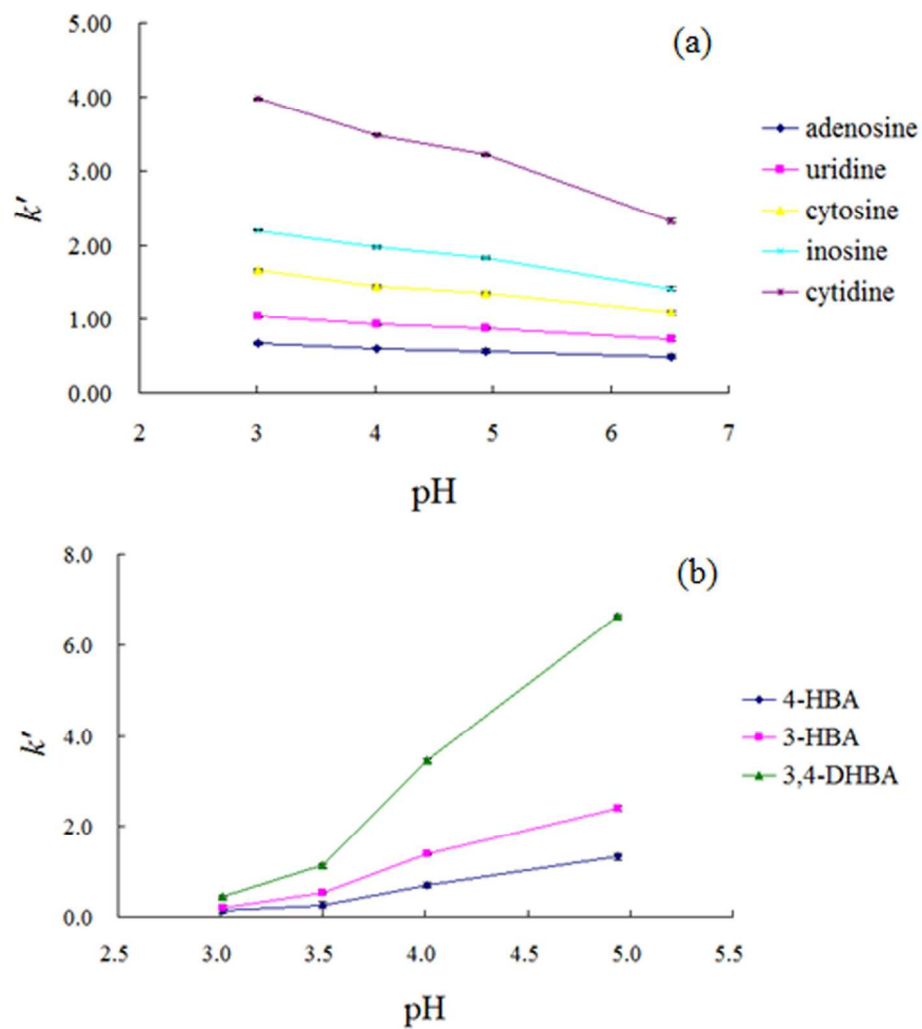 (a)
5.00
4.00
3.00
2.00
1.00
0.00
k'
2 3 4 5 6 7
pH
adenosine
uridine
cytosine
inosine
cytidine
(b)
8.0
6.0
4.0
2.0
0.0
k'
2.5 3.0 3.5 4.0 4.5 5.0 5.5
pH
4-HBA
3-HBA
3,4-DHBA